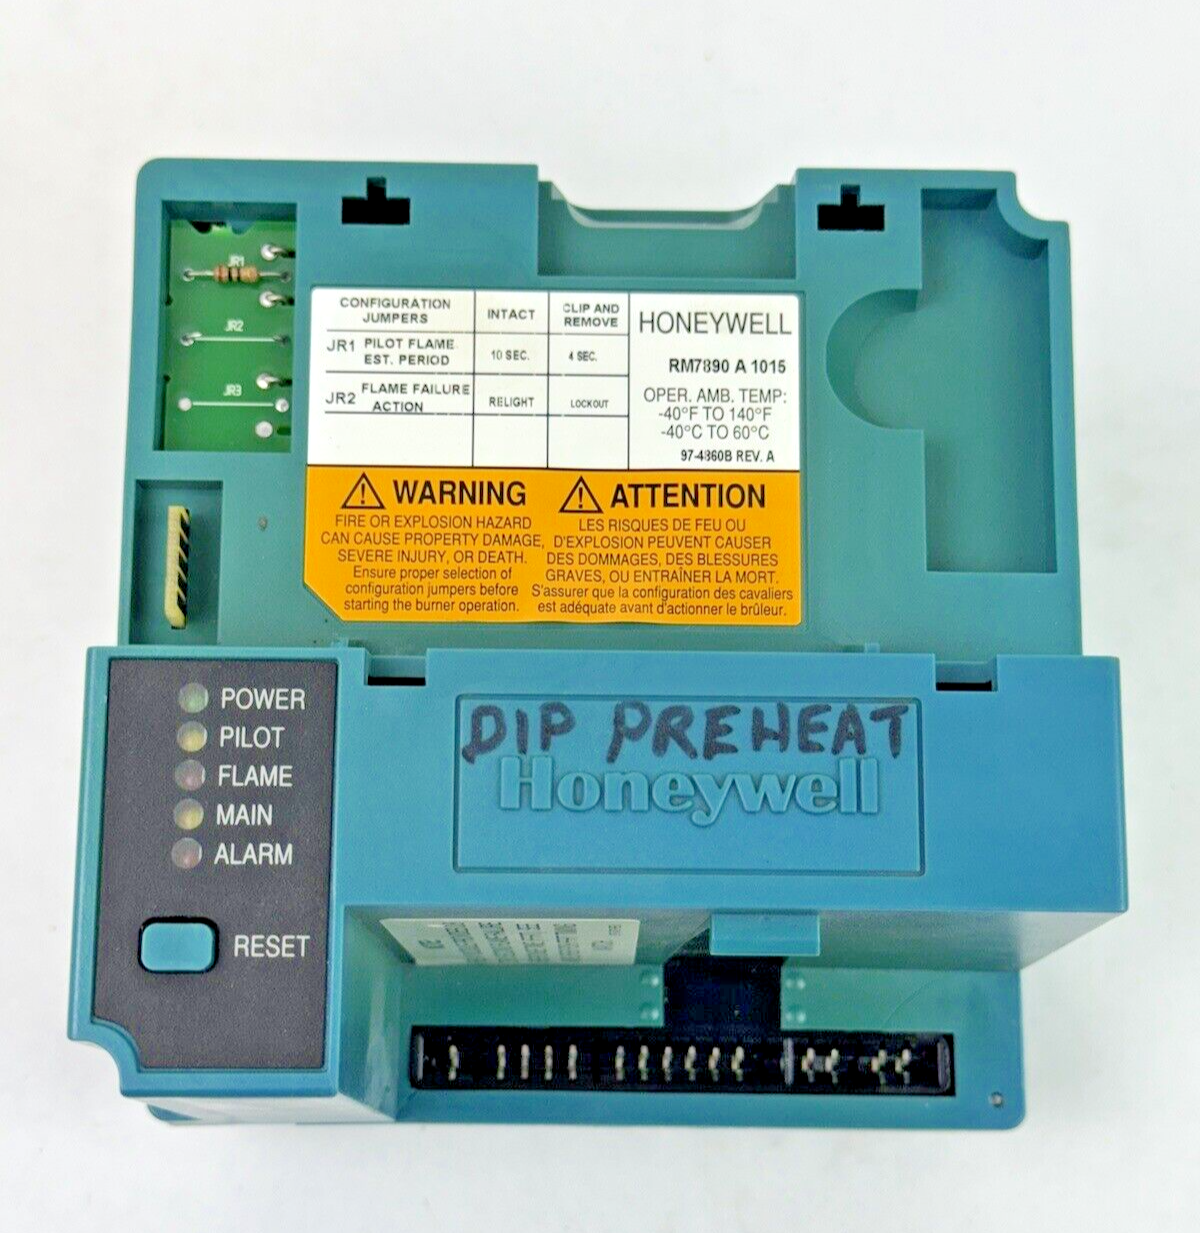 JR1
JR2
JR3
CONFIGURATION JUMPERS INTACT CLIP AND REMOVE
JR1 PILOT FLAME EST. PERIOD 10 SEC. 4 SEC.
JR2 FLAME FAILURE ACTION RELIGHT LOCKOUT
HONEYWELL
RM7890 A 1015
OPER. AMB. TEMP:
-40°F TO 140°F
-40°C TO 60°C
97-4860B REV. A
WARNING
FIRE OR EXPLOSION HAZARD
CAN CAUSE PROPERTY DAMAGE,
SEVERE INJURY, OR DEATH.
Ensure proper selection of
configuration jumpers before
starting the burner operation.
ATTENTION
LES RISQUES DE FEU OU
D'EXPLOSION PEUVENT CAUSER
DES DOMMAGES, DES BLESSURES
GRAVES, OU ENTRAÎNER LA MORT.
S'assurer que la configuration des cavaliers
est adéquate avant d'actionner le brûleur.
POWER
PILOT
FLAME
MAIN
ALARM
RESET
DIP PREHEAT
Honeywell